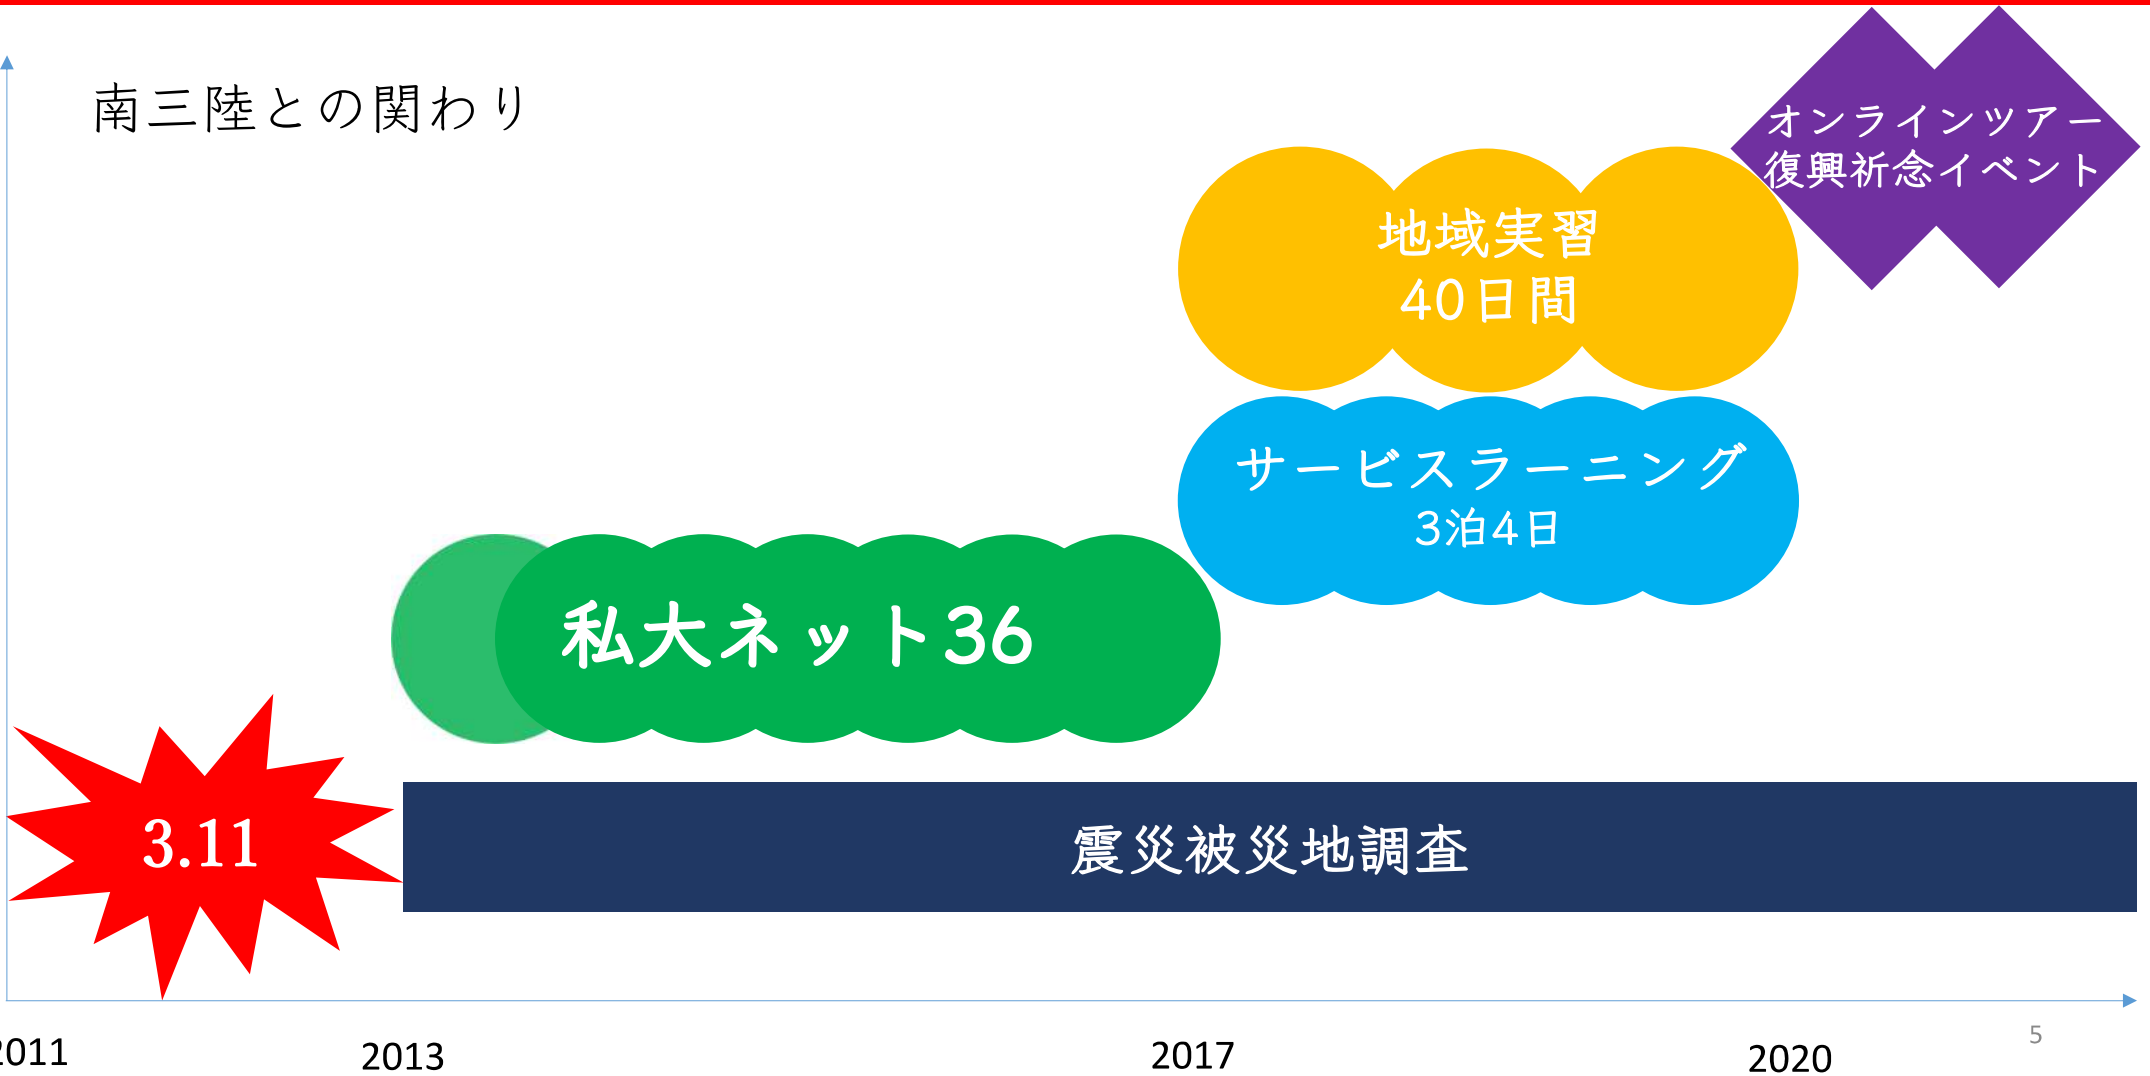 南三陸との関わり
オンラインツアー
復興祈念イベント
地域実習
40日間
サービスラーニング
3泊4日
私大ネット36
3.11
震災被災地調査
2011
2013
2017
2020
5